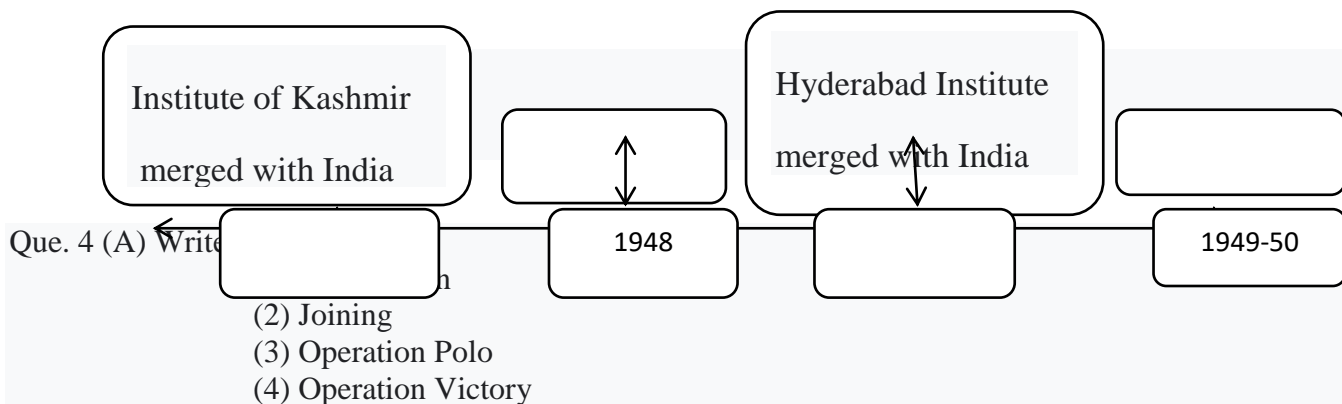 Institute of Kashmir
merged with India
Hyderabad Institute
merged with India
1948
1949-50
Que. 4 (A) Write
(2) Joining
(3) Operation Polo
(4) Operation Victory